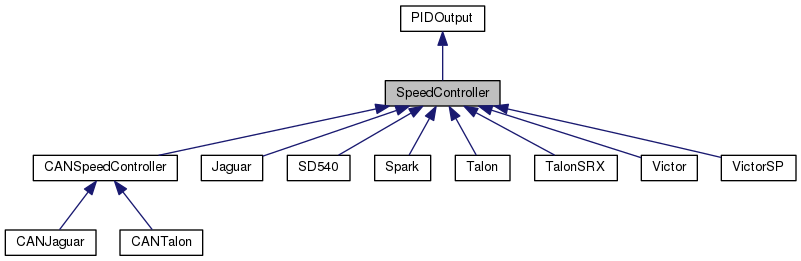 PIDOutput
SpeedController
CANSpeedController
Jaguar
SD540
Spark
Talon
TalonSRX
Victor
VictorSP
CANJaguar
CANTalon